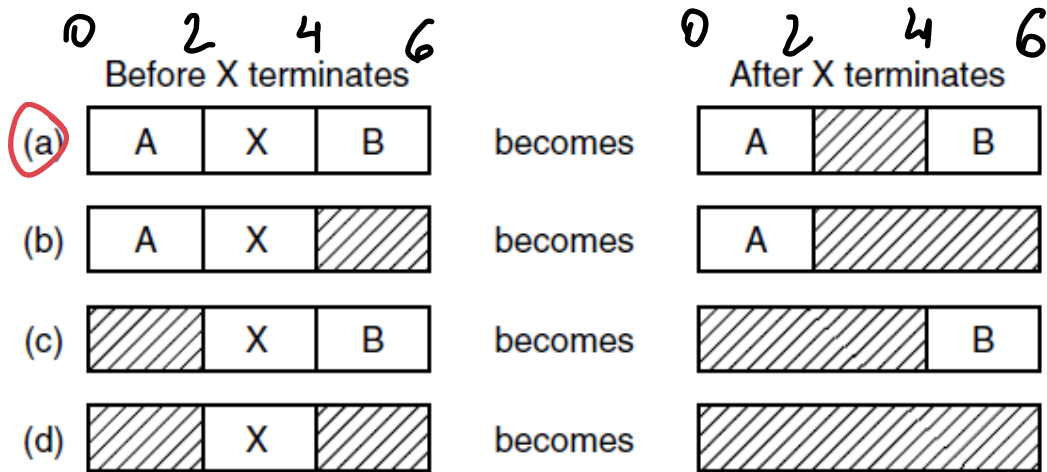 0 2 4 6 0 2 4 6
Before X terminates After X terminates
(a) A X B becomes A B
(b) A X becomes A
(c) X B becomes B
(d) X becomes